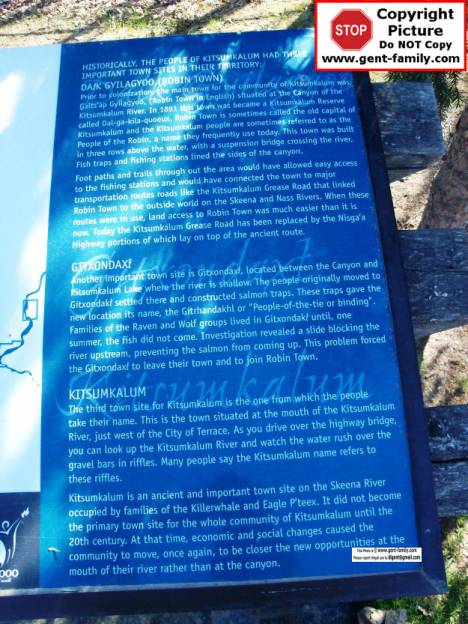 Copyright
Picture
STOP
Do NOT Copy
www.gent-family.com
HISTORICALLY, THE PEOPLE OF KITSUMKALUM HAD THREE
IMPORTANT TOWN SITES IN THEIR TERRITORY:
GYILAGYOO (ROBIN TOWN)
Prior to colonization, the main town for the community of Kitsumkalum was
Gyilagyoo, (Robin Town in English) situated at the Canyon of the
Kitsumkalum River. In 1891 this town was became a Kitsumkalum Reserve
called Dal-ga-kila-queux. Robin Town is sometimes called the old capital of
Kitsumkalum and the Kitsumkalum people are sometimes referred to as the
People of the Robin, a name they frequently use today. This town was built
in three rows above the water, with a suspension bridge crossing the river.
Fish traps and fishing stations lined the sides of the canyon.
Foot paths and trails through out the area would have allowed easy access
to the fishing stations and would have connected the town to major
transportation routes roads like the Kitsumkalum Grease Road that linked
Robin Town to the outside world on the Skeena and Nass Rivers. When these
routes were in use, land access to Robin Town was much easier than it is
now. Today the Kitsumkalum Grease Road has been replaced by the Nisga'a
Highway portions of which lay on top of the ancient route.
GITXONDAKŁ
Another important town site is Gitxondakł, located between the Canyon and
Kitsumkalum Lake where the river is shallow. The people originally moved to
Gitxondakł settled there and constructed salmon traps. These traps gave the
new location its name, the Gitrhandakhl or "People-of-the-tie or binding".
Families of the Raven and Wolf groups lived in Gitxondakł until, one
summer, the fish did not come. Investigation revealed a slide blocking the
river upstream, preventing the salmon from coming up. This problem forced
the Gitxondakł to leave their town and to join Robin Town.
KITSUMKALUM
The third town site for Kitsumkalum is the one from which the people
take their name. This is the town situated at the mouth of the Kitsumkalum
River, just west of the City of Terrace. As you drive over the highway bridge,
you can look up the Kitsumkalum River and watch the water rush over the
gravel bars in riffles. Many people say the Kitsumkalum name refers to
these riffles.
Kitsumkalum is an ancient and important town site on the Skeena River
occupied by families of the Killerwhale and Eagle P'teex. It did not become
the primary town site for the whole community of Kitsumkalum until the
20th century. At that time, economic and social changes caused the
community to move, once again, to be closer the new opportunities at the
mouth of their river rather than at the canyon.
This Photo is © www.gent-family.com